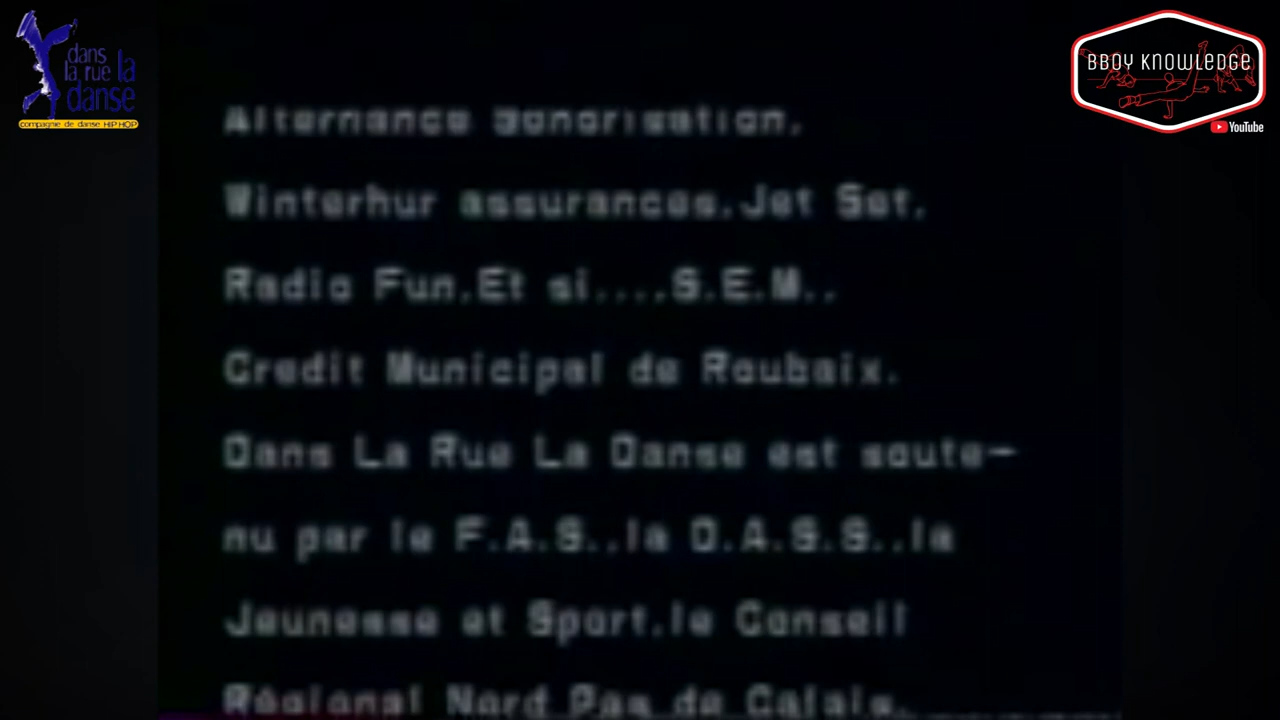 dans
la rue la
danse
compagnie de danse HIP HOP
BBOY KNOWLEDGE
YouTube
Alternance sonorisation.
Winterhur assurances.Jet Set.
Radio Fun.Et si....S.E.M..
Credit Municipal de Roubaix.
Dans La Rue La Danse est soute-
nu par le F.A.S..la D.A.S.S..la
Jeunesse et Sport.le Conseil
Régional Nord Pas de Calais.